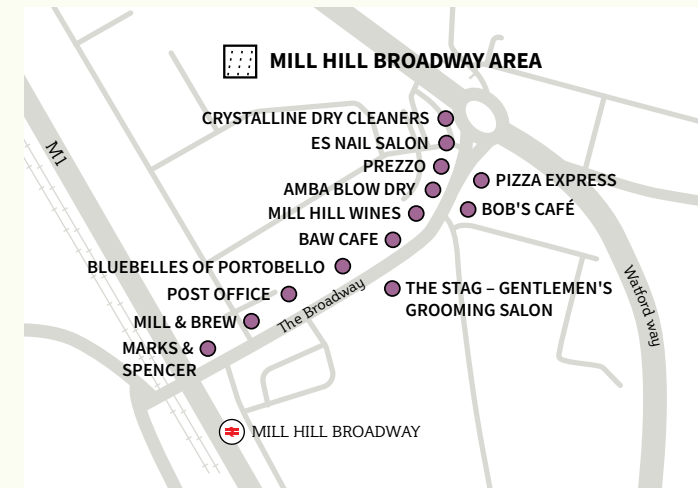 MILL HILL BROADWAY AREA
CRYSTALLINE DRY CLEANERS
ES NAIL SALON
PREZZO
PIZZA EXPRESS
AMBA BLOW DRY
MILL HILL WINES
BOB'S CAFÉ
BAW CAFE
BLUEBELLES OF PORTOBELLO
POST OFFICE
THE STAG – GENTLEMEN'S
GROOMING SALON
MILL & BREW
MARKS &
SPENCER
M1
The Broadway
Watford way
MILL HILL BROADWAY